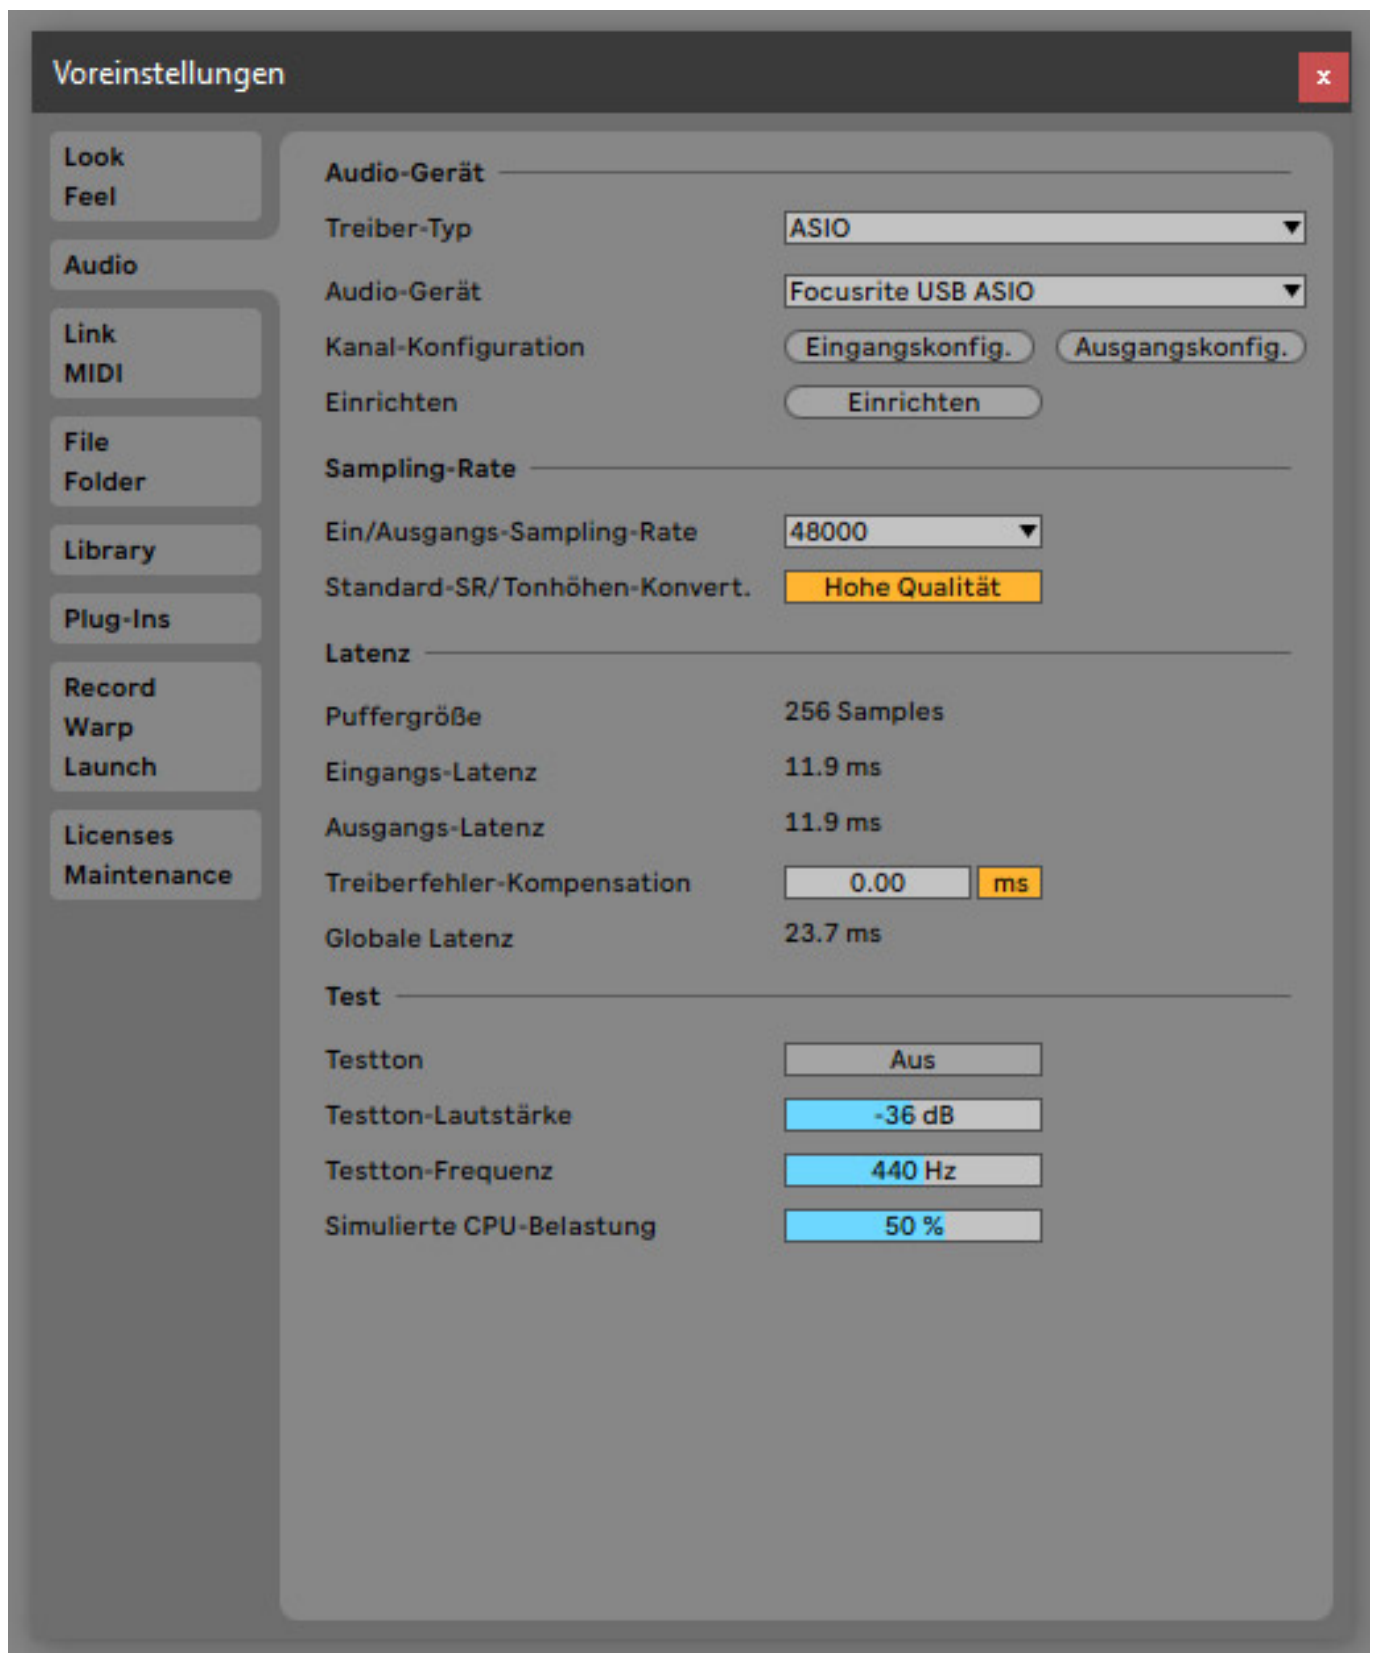 Voreinstellungen
x
Look
Feel
Audio
Link
MIDI
File
Folder
Library
Plug-Ins
Record
Warp
Launch
Licenses
Maintenance
Audio-Gerät
Treiber-Typ ASIO
Audio-Gerät Focusrite USB ASIO
Kanal-Konfiguration Eingangskonfig. Ausgangskonfig.
Einrichten Einrichten
Sampling-Rate
Ein/Ausgangs-Sampling-Rate 48000
Standard-SR/Tonhöhen-Konvert. Hohe Qualität
Latenz
Puffergröße 256 Samples
Eingangs-Latenz 11.9 ms
Ausgangs-Latenz 11.9 ms
Treiberfehler-Kompensation 0.00 ms
Globale Latenz 23.7 ms
Test
Testton Aus
Testton-Lautstärke -36 dB
Testton-Frequenz 440 Hz
Simulierte CPU-Belastung 50 %